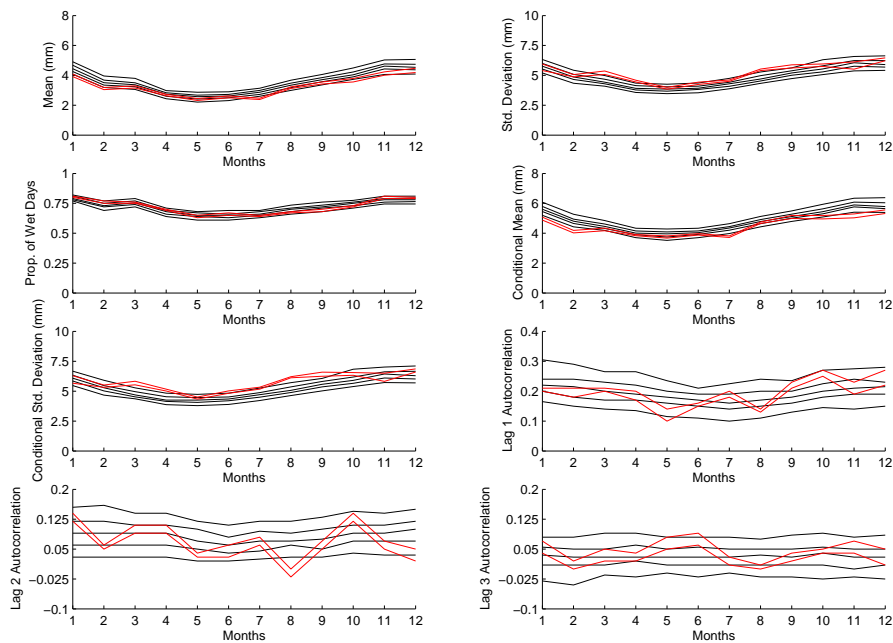 8
6
4
2
0
1 2 3 4 5 6 7 8 9 10 11 12
Months
Mean (mm)
10
7.5
5
2.5
0
1 2 3 4 5 6 7 8 9 10 11 12
Months
Std. Deviation (mm)
1
0.75
0.5
0.25
0
1 2 3 4 5 6 7 8 9 10 11 12
Months
Prop. of Wet Days
8
6
4
2
0
1 2 3 4 5 6 7 8 9 10 11 12
Months
Conditional Mean (mm)
10
7.5
5
2.5
0
1 2 3 4 5 6 7 8 9 10 11 12
Months
Conditional Std. Deviation (mm)
0.4
0.3
0.2
0.1
0
1 2 3 4 5 6 7 8 9 10 11 12
Months
Lag 1 Autocorrelation
0.2
0.125
0.05
−0.025
−0.1
1 2 3 4 5 6 7 8 9 10 11 12
Months
Lag 2 Autocorrelation
0.2
0.125
0.05
−0.025
−0.1
1 2 3 4 5 6 7 8 9 10 11 12
Months
Lag 3 Autocorrelation